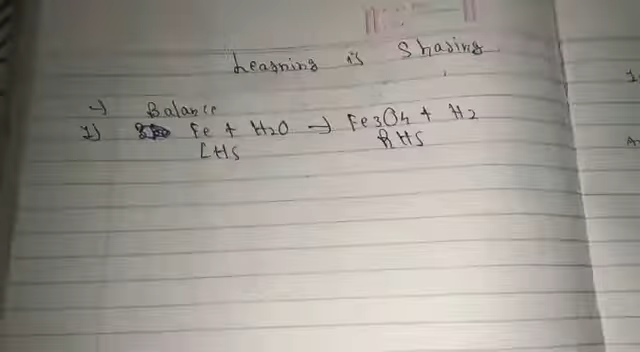 Learning is Sharing
Balance
1) Fe + H2O → Fe3O4 + H2
LHS RHS